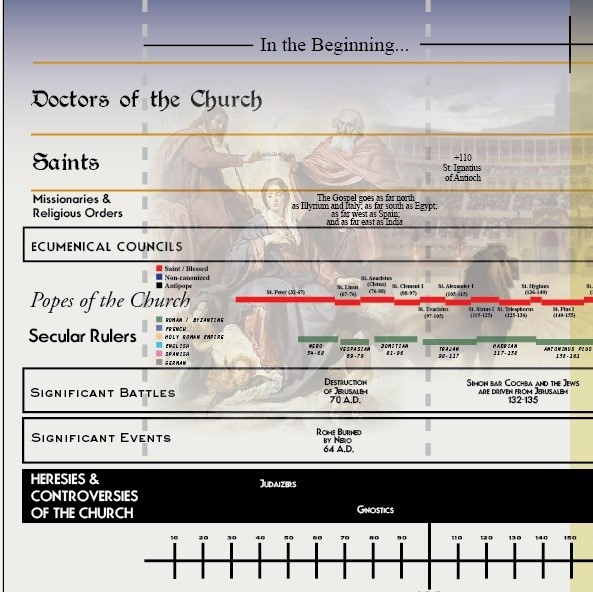 In the Beginning...
Doctors of the Church
Saints
+110
St. Ignatius
of Antioch
Missionaries &
Religious Orders
The Gospel goes as far north
as Illyrium and Italy; as far south as Egypt;
as far west as Spain;
and as far east as India
ECUMENICAL COUNCILS
Saint / Blessed
Non-canonized
Antipope
Popes of the Church
St. Peter (32-67)
St. Linus
(67-76)
St. Anacletus
(Cletus)
(76-88)
St. Clement I
(88-97)
St. Evaristus
(97-105)
St. Alexander I
(105-115)
St. Sixtus I
(115-125)
St. Telesphorus
(125-136)
St. Hyginus
(136-140)
St. Pius I
(140-155)
Secular Rulers
ROMAN / BYZANTINE
FRENCH
HOLY ROMAN EMPIRE
ENGLISH
SPANISH
GERMAN
NERO
54-68
VESPASIAN
69-79
DOMITIAN
81-96
TRAJAN
98-117
HADRIAN
117-138
ANTONINUS PIUS
138-161
SIGNIFICANT BATTLES
DESTRUCTION
OF JERUSALEM
70 A.D.
SIMON BAR COCHBA AND THE JEWS
ARE DRIVEN FROM JERUSALEM
132-135
SIGNIFICANT EVENTS
ROME BURNED
BY NERO
64 A.D.
HERESIES &
CONTROVERSIES
OF THE CHURCH
JUDAIZERS
GNOSTICS
10 20 30 40 50 60 70 80 90 110 120 130 140 150